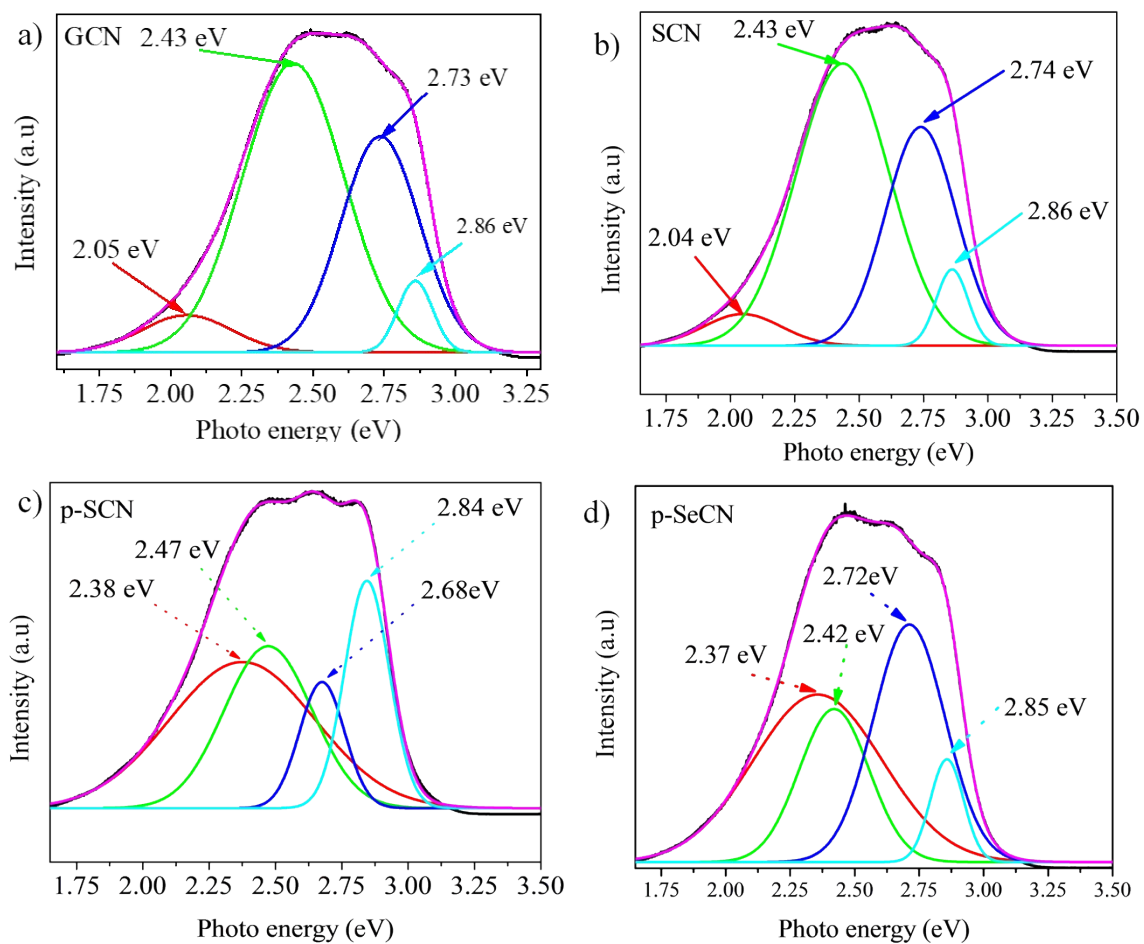 a)
GCN
2.43 eV
2.73 eV
2.86 eV
2.05 eV
Intensity (a.u)
1.75 2.00 2.25 2.50 2.75 3.00 3.25
Photo energy (eV)
b)
SCN
2.43 eV
2.74 eV
2.86 eV
2.04 eV
Intensity (a.u)
1.75 2.00 2.25 2.50 2.75 3.00 3.50
Photo energy (eV)
c)
p-SCN
2.84 eV
2.47 eV
2.38 eV
2.68eV
Intensity (a.u)
1.75 2.00 2.25 2.50 2.75 3.00 3.50
Photo energy (eV)
d)
p-SeCN
2.72eV
2.42 eV
2.37 eV
2.85 eV
Intensity (a.u)
1.75 2.00 2.25 2.50 2.75 3.00 3.50
Photo energy (eV)